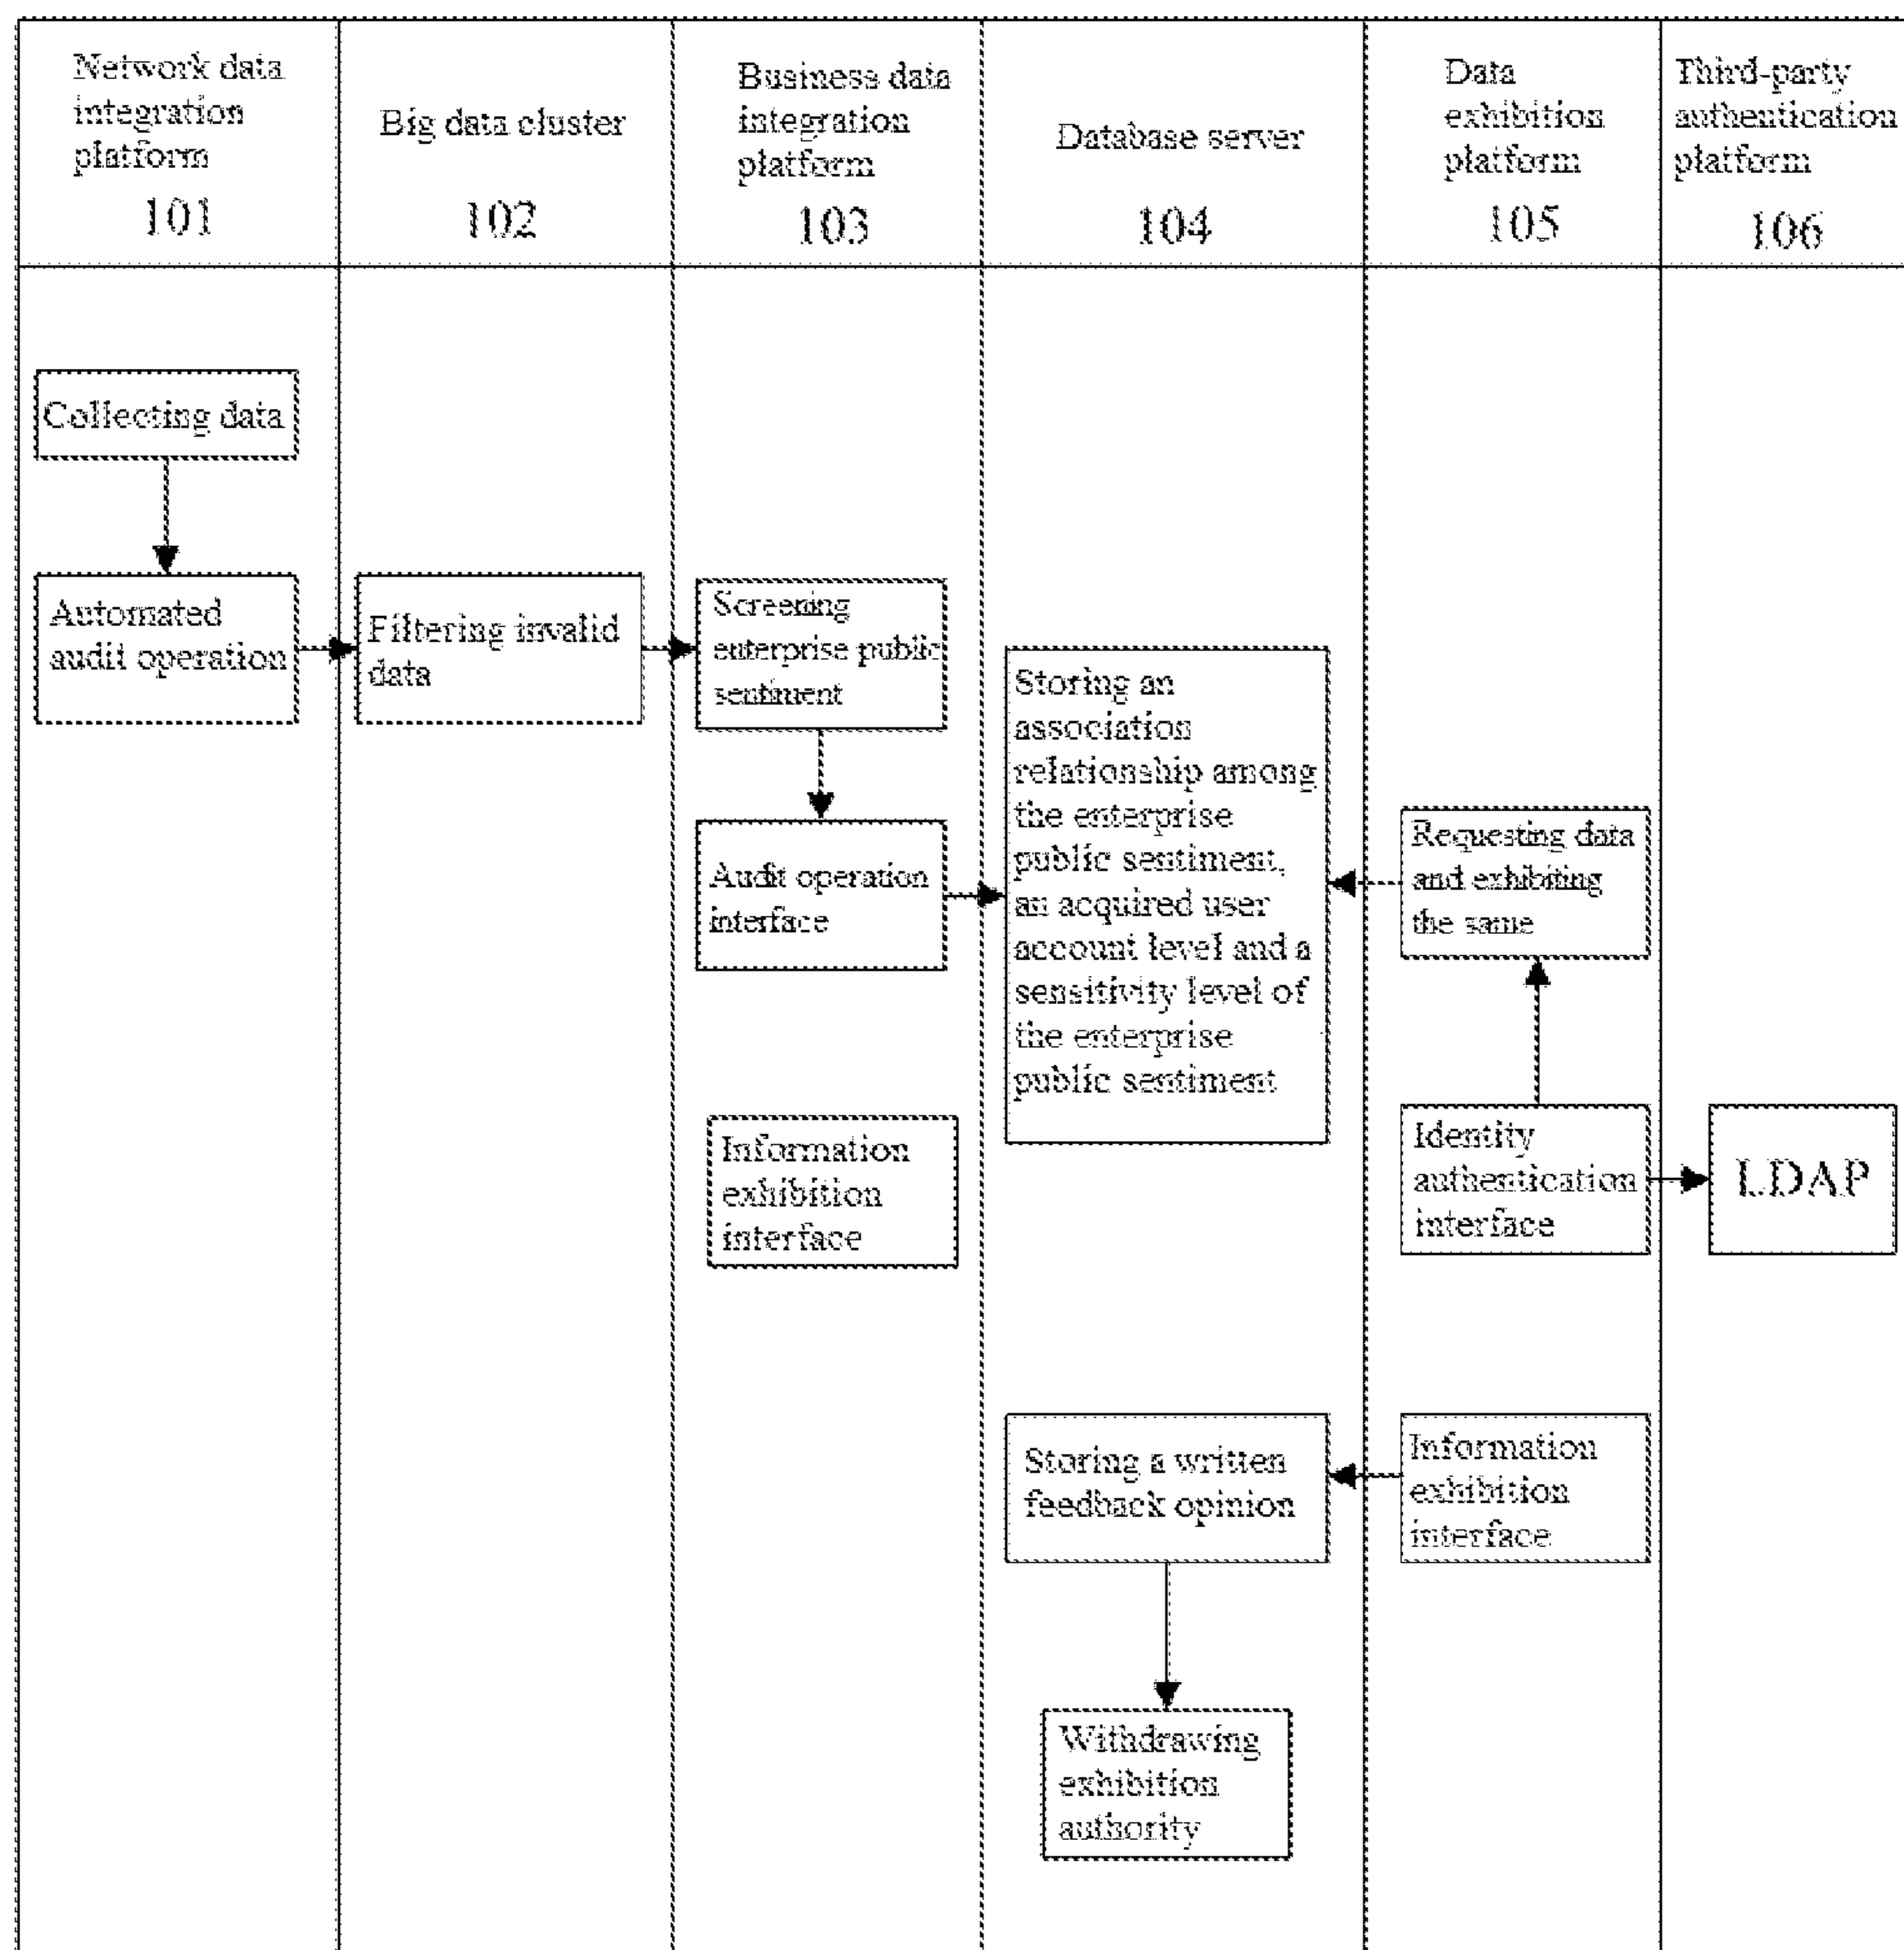 Network data
integration
platform
101
Big data cluster
102
Business data
integration
platform
103
Database server
104
Data
exhibition
platform
105
Third-party
authentication
platform
106
Collecting data
Automated
audit operation
Filtering invalid
data
Screening
enterprise public
sentiment
Audit operation
interface
Information
exhibition
interface
Storing an
association
relationship among
the enterprise
public sentiment,
an acquired user
account level and a
sensitivity level of
the enterprise
public sentiment
Requesting data
and exhibiting
the same
Identity
authentication
interface
LDAP
Storing a written
feedback opinion
Information
exhibition
interface
Withdrawing
exhibition
authority